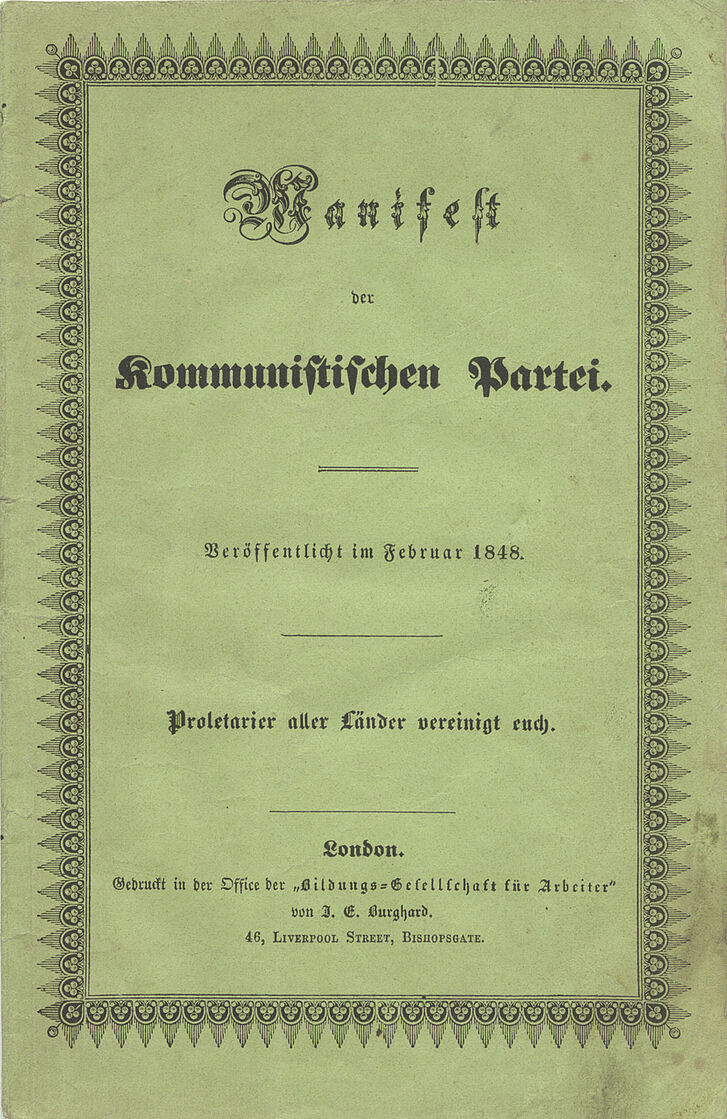 Manifest
der
Kommunistischen Partei.
Veröffentlicht im Februar 1848.
Proletarier aller Länder vereinigt euch.
London.
Gedruckt in der Office der „Bildungs=Gesellschaft für Arbeiter"
von I. E. Burghard.
46, LIVERPOOL STREET, BISHOPSGATE.